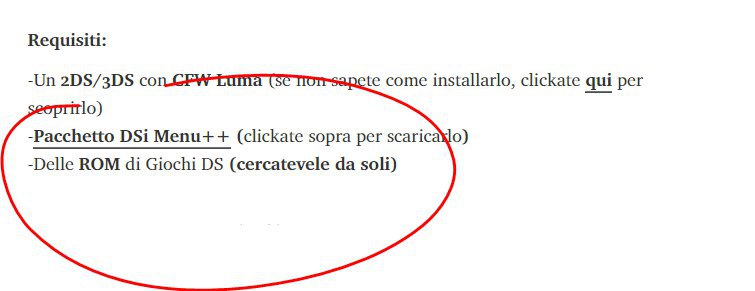 Requisiti:
-Un 2DS/3DS con CFW Luma (se non sapete come installarlo, clickate qui per
scoprirlo)
-Pacchetto DSi Menu++ (clickate sopra per scaricarlo)
-Delle ROM di Giochi DS (cercatevele da soli)